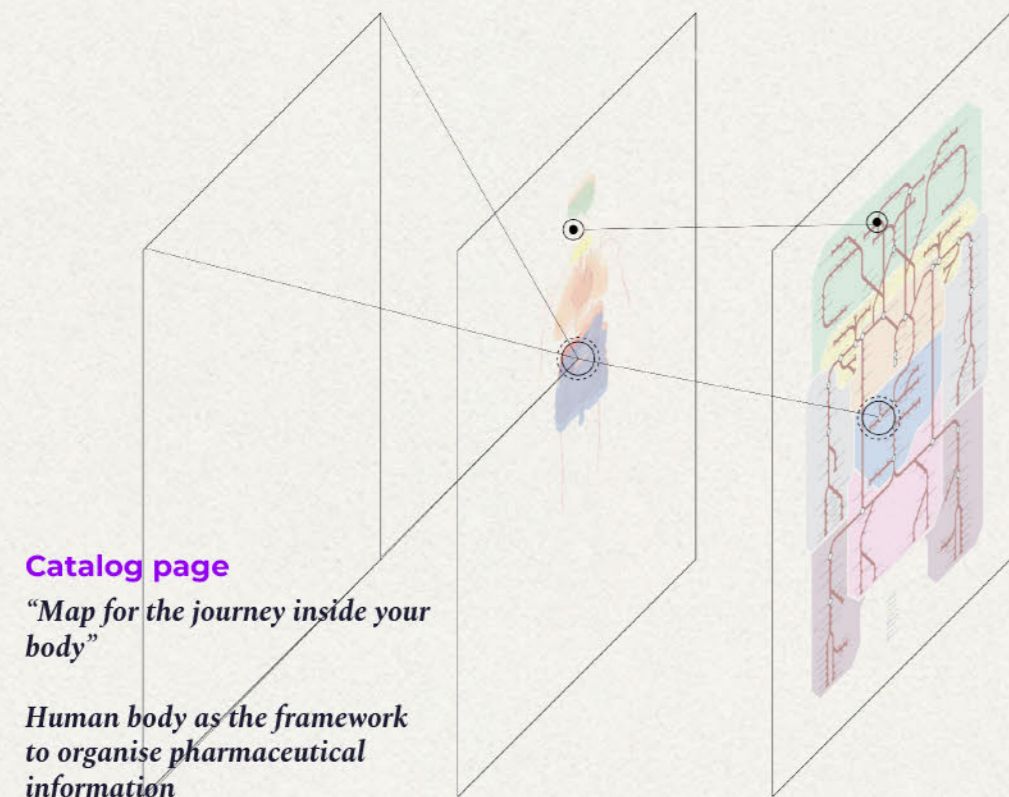 Catalog page
“Map for the journey inside your
body”
Human body as the framework
to organise pharmaceutical
information